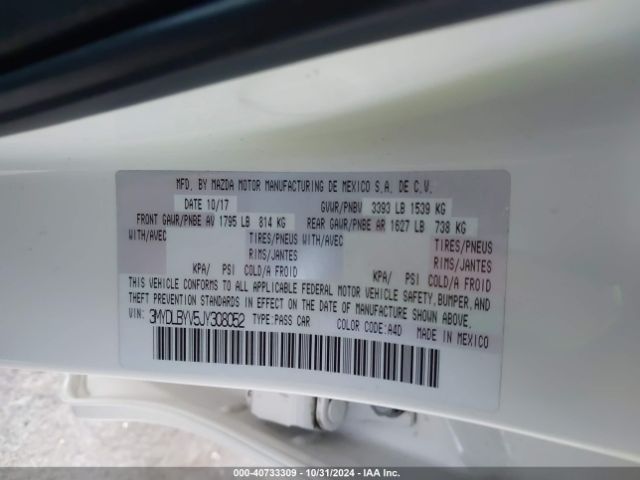 MFD. BY MAZDA MOTOR MANUFACTURING DE MEXICO S.A. DE C.V.
DATE 10/17 GVWR/PNBV 3393 LB 1539 KG
FRONT GAWR/PNBE AV 1795 LB 814 KG REAR GAWR/PNBE AR 1627 LB 738 KG
WITH/AVEC TIRES/PNEUS WITH/AVEC TIRES/PNEUS
RIMS/JANTES RIMS/JANTES
KPA/ PSI COLD/A FROID KPA/ PSI COLD/A FROID
THIS VEHICLE CONFORMS TO ALL APPLICABLE FEDERAL MOTOR VEHICLE SAFETY, BUMPER, AND
THEFT PREVENTION STANDARDS IN EFFECT ON THE DATE OF MANUFACTURE SHOWN ABOVE.
VIN: 3MYDLBYV5JY308052 TYPE:PASS CAR COLOR CODE:A4D MADE IN MEXICO
000-40733309 | 10/31/2024 | IAA Inc.